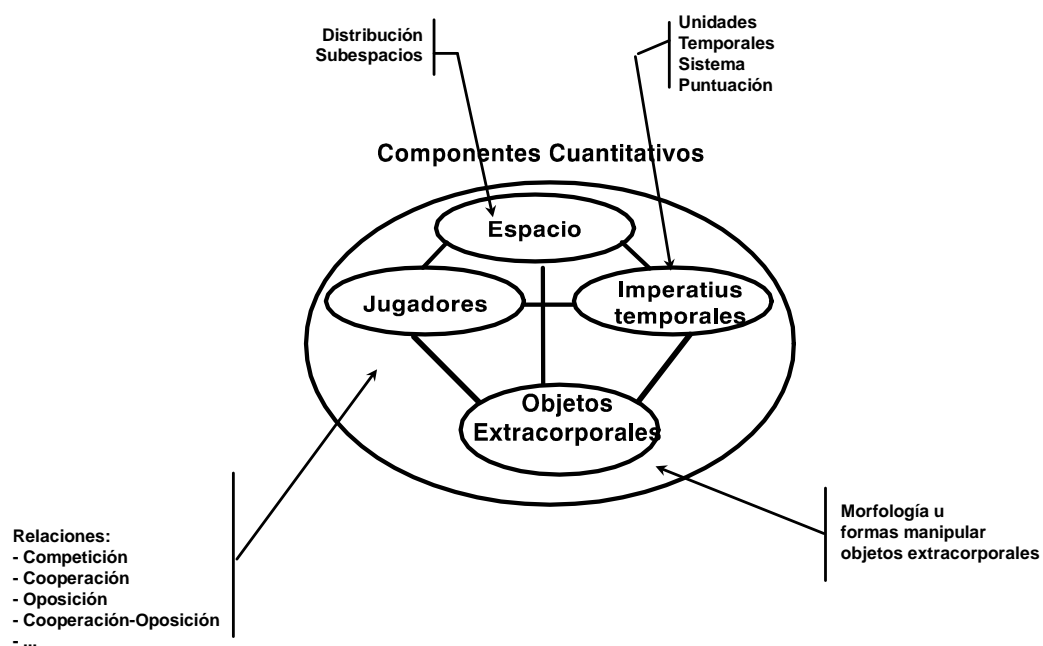 Distribución
Subespacios
Unidades
Temporales
Sistema
Puntuación
Componentes Cuantitativos
Espacio
Jugadores
Imperatius
temporales
Objetos
Extracorporales
Relaciones:
- Competición
- Cooperación
- Oposición
- Cooperación-Oposición
- ...
Morfología u
formas manipular
objetos extracorporales